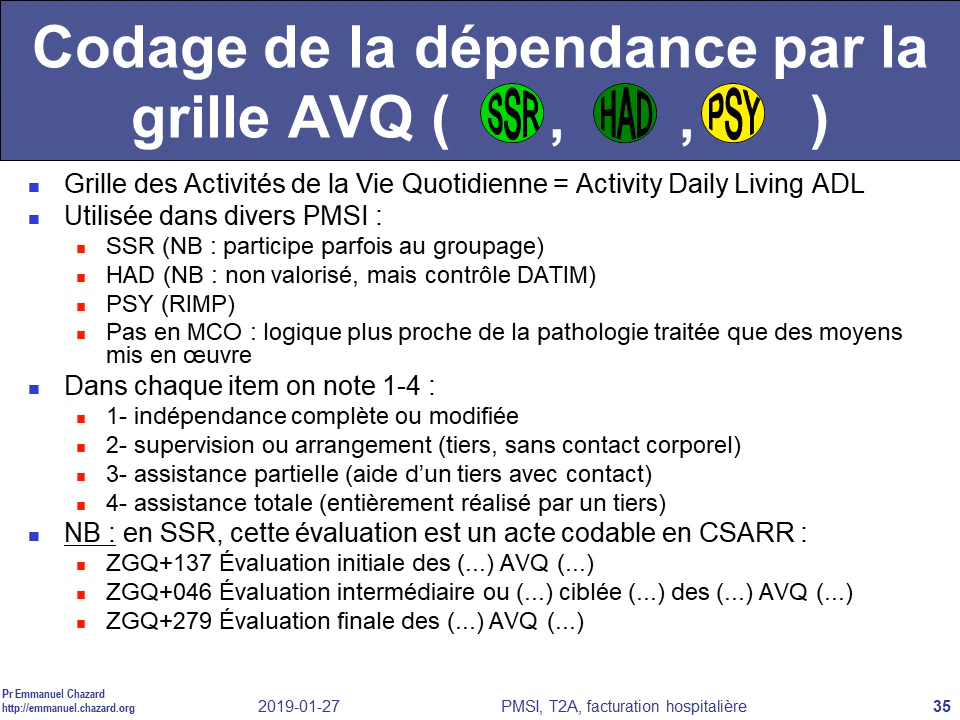 Codage de la dépendance par la
grille AVQ ( SSR , HAD , PSY )
Grille des Activités de la Vie Quotidienne = Activity Daily Living ADL
Utilisée dans divers PMSI :
SSR (NB : participe parfois au groupage)
HAD (NB : non valorisé, mais contrôle DATIM)
PSY (RIMP)
Pas en MCO : logique plus proche de la pathologie traitée que des moyens
mis en œuvre
Dans chaque item on note 1-4 :
1- indépendance complète ou modifiée
2- supervision ou arrangement (tiers, sans contact corporel)
3- assistance partielle (aide d’un tiers avec contact)
4- assistance totale (entièrement réalisé par un tiers)
NB : en SSR, cette évaluation est un acte codable en CSARR :
ZGQ+137 Évaluation initiale des (...) AVQ (...)
ZGQ+046 Évaluation intermédiaire ou (...) ciblée (...) des (...) AVQ (...)
ZGQ+279 Évaluation finale des (...) AVQ (...)
Pr Emmanuel Chazard
http://emmanuel.chazard.org
2019-01-27
PMSI, T2A, facturation hospitalière
35